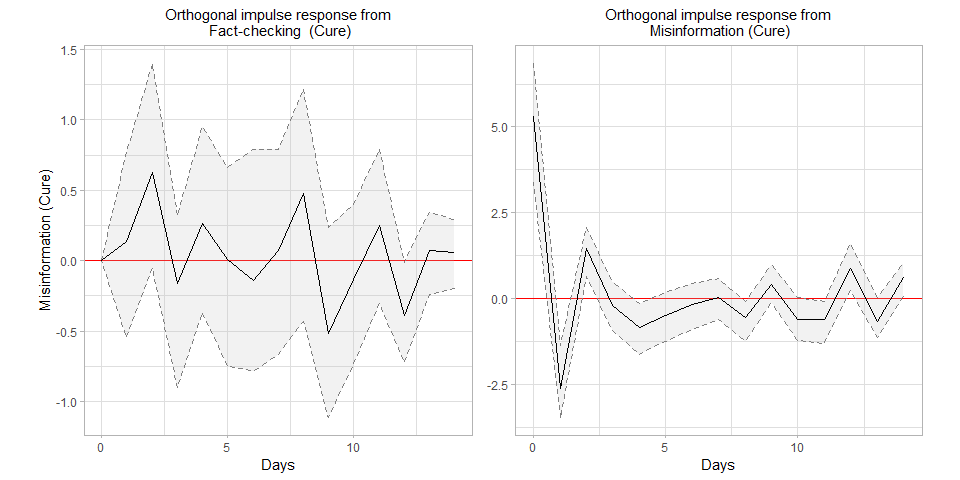 Orthogonal impulse response from
Fact-checking (Cure)
Misinformation (Cure)
1.5
1.0
0.5
0.0
-0.5
-1.0
0
5
10
Days
Orthogonal impulse response from
Misinformation (Cure)
5.0
2.5
0.0
-2.5
0
5
10
Days